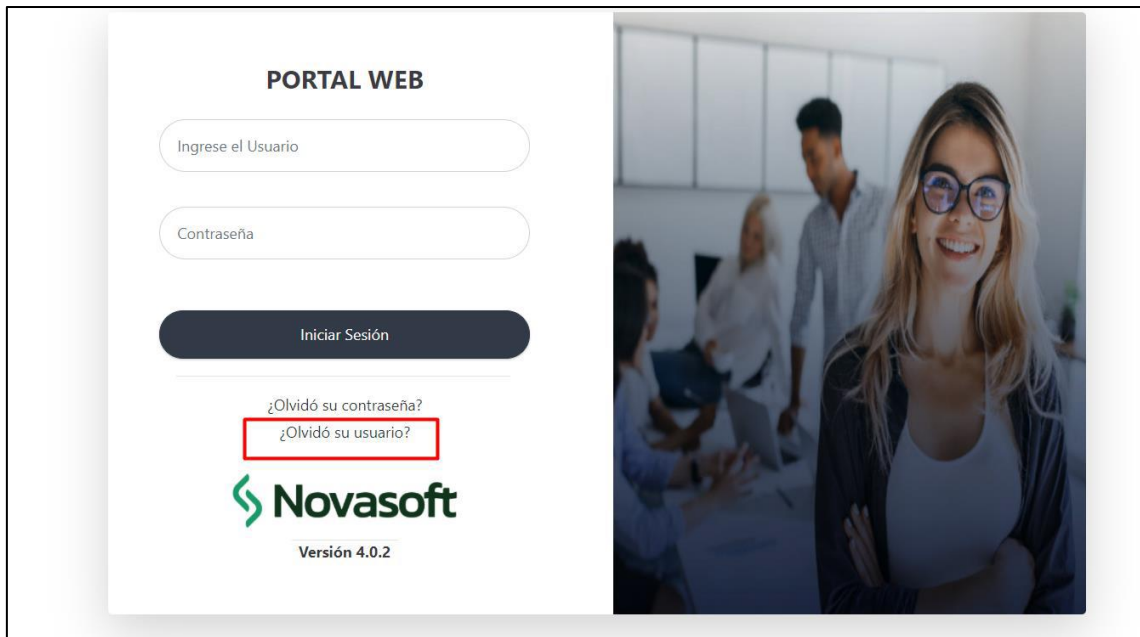 PORTAL WEB
Ingrese el Usuario
Contraseña
Iniciar Sesión
¿Olvidó su contraseña?
¿Olvidó su usuario?
Novasoft
Versión 4.0.2